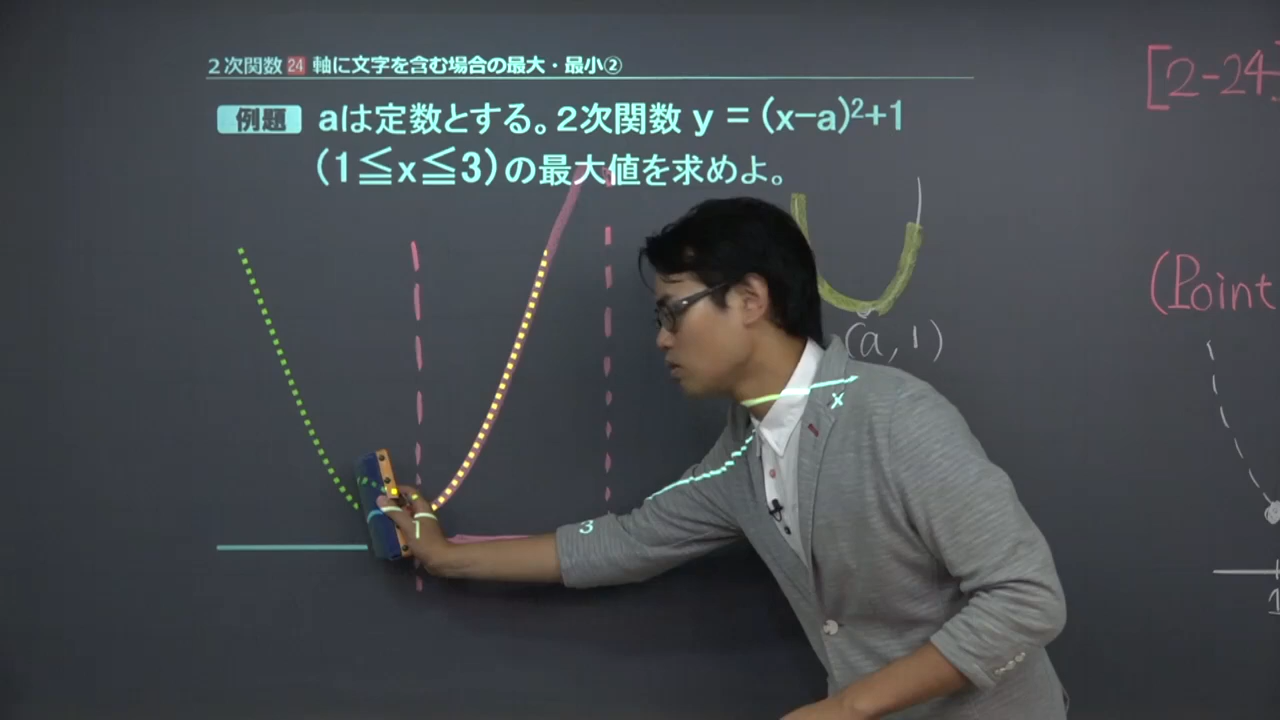 2次関数 24 軸に文字を含む場合の最大・最小②
[2-24]
例題 aは定数とする。2次関数 y = (x-a)²+1
(1≦x≦3)の最大値を求めよ。
(Point
(a, 1)
x
1
3
1